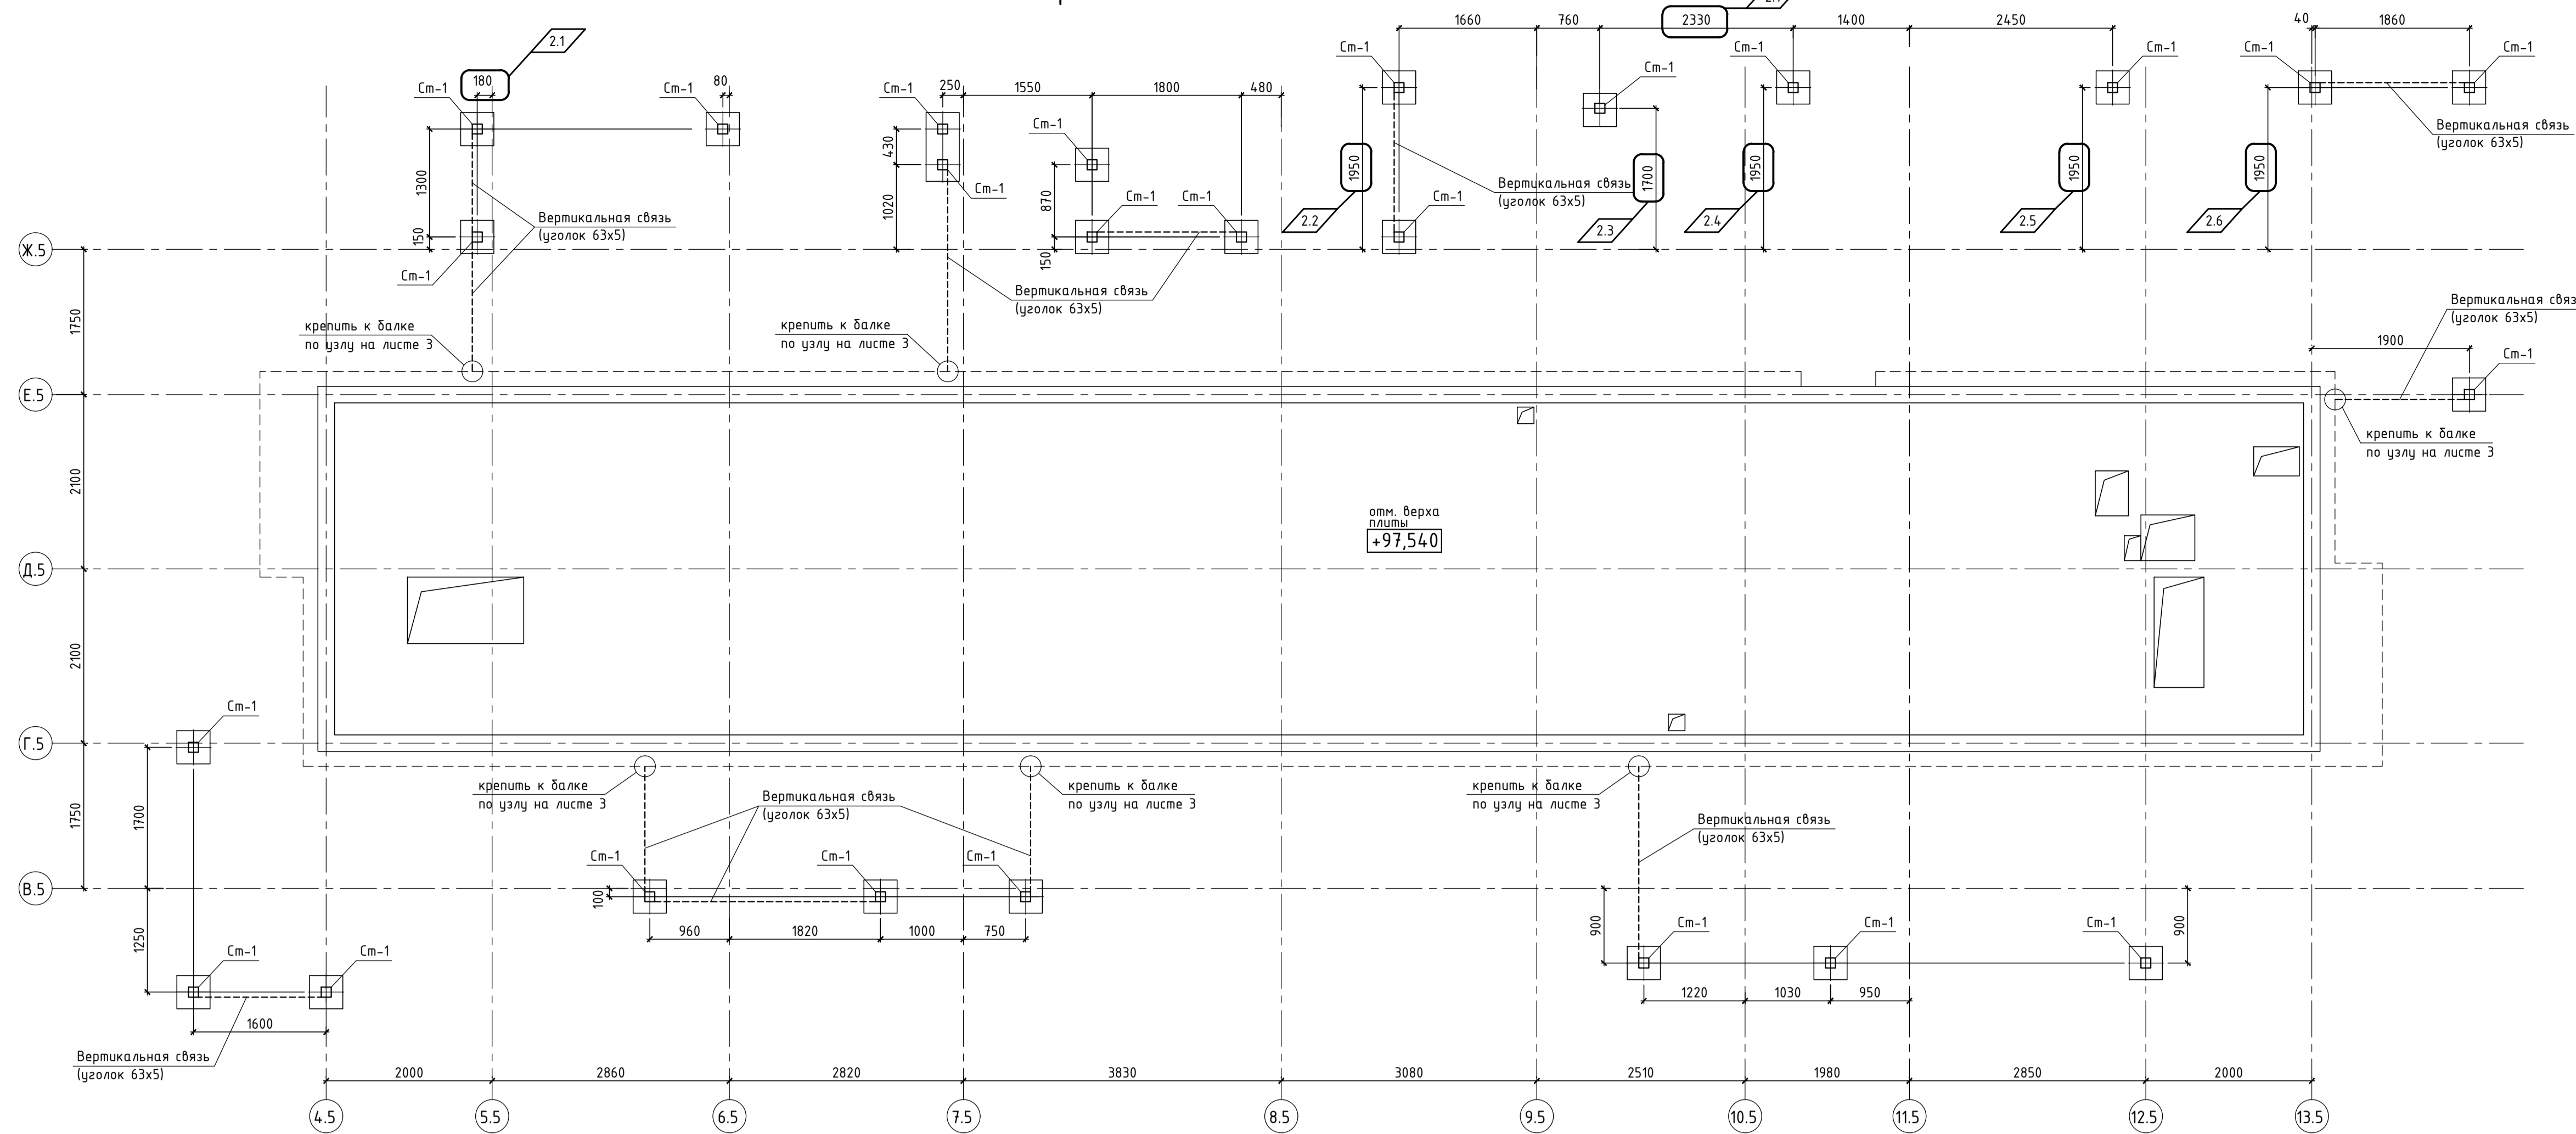 1660
760
2330
1400
2450
40
1860
2.1
180
Ст-1
Ст-1
80
Ст-1
250
1550
1800
480
Ст-1
Ст-1
Ст-1
Ст-1
Ст-1
Ст-1
1300
150
Ст-1
Вертикальная связь
(уголок 63х5)
430
1020
Ст-1
Ст-1
870
150
Ст-1
Ст-1
Вертикальная связь
(уголок 63х5)
1950
2.2
Вертикальная связь
(уголок 63х5)
Ст-1
1700
2.3
1950
2.4
1950
2.5
1950
2.6
Вертикальная связь
(уголок 63х5)
Ж.5
1750
крепить к балке
по узлу на листе 3
крепить к балке
по узлу на листе 3
(уголок 63х5)
1900
Ст-1
крепить к балке
по узлу на листе 3
Е.5
2100
отм. верха
плиты
+97,540
Д.5
2100
Г.5
Ст-1
1750
1700
крепить к балке
по узлу на листе 3
Вертикальная связь
(уголок 63х5)
крепить к балке
по узлу на листе 3
крепить к балке
по узлу на листе 3
Вертикальная связь
(уголок 63х5)
Ст-1
Ст-1
Ст-1
В.5
100
960
1820
1000
750
1250
Ст-1
Ст-1
900
Ст-1
Ст-1
Ст-1
900
1220
1030
950
1600
Вертикальная связь
(уголок 63х5)
2000
2860
2820
3830
3080
2510
1980
2850
2000
4.5
5.5
6.5
7.5
8.5
9.5
10.5
11.5
12.5
13.5